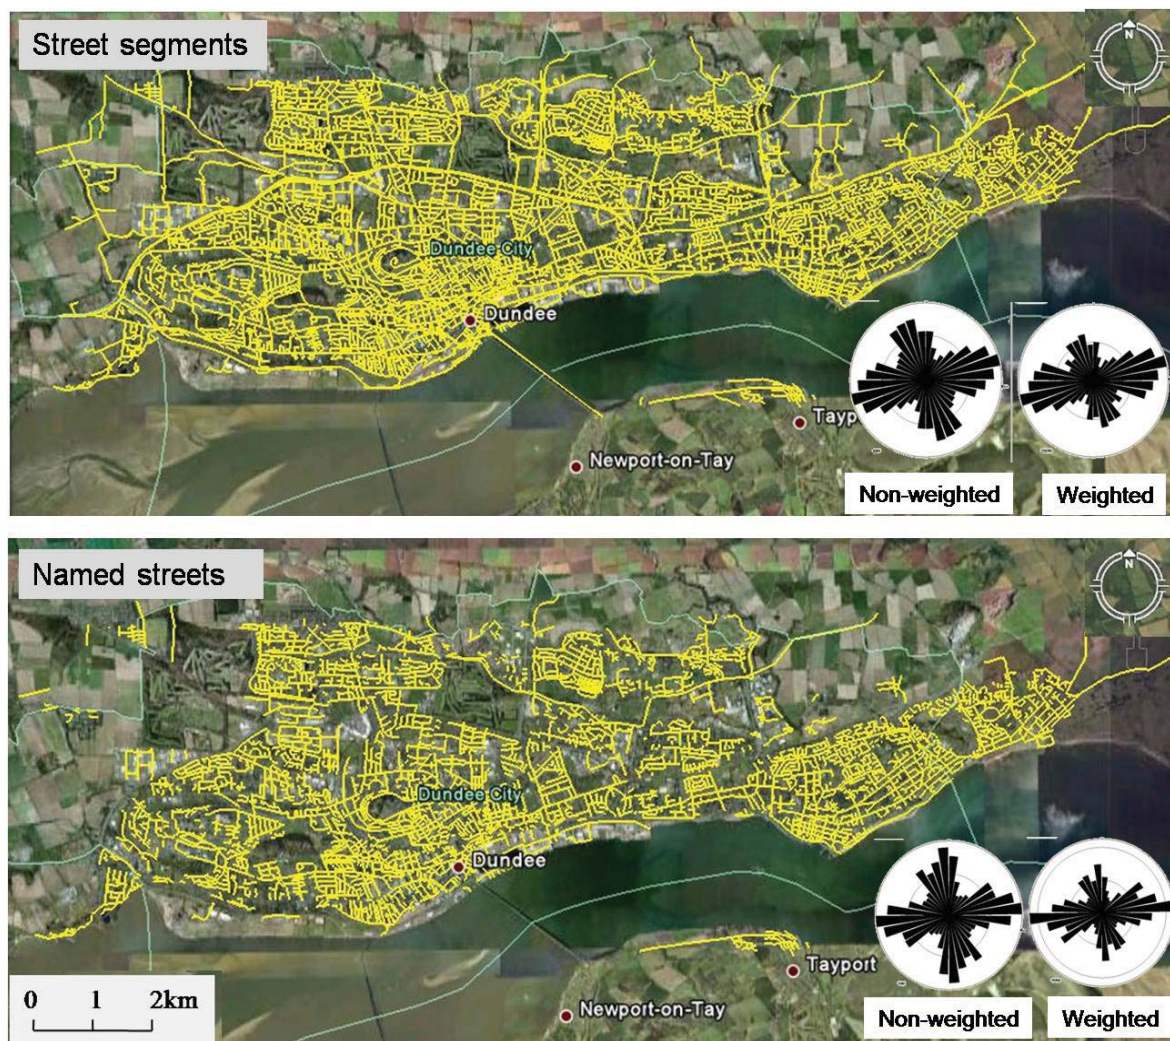 Street segments
N
Dundee City
Dundee
Tayp
Newport-on-Tay
Non-weighted
Weighted
Named streets
N
Dundee City
Dundee
Tayport
Newport-on-Tay
Non-weighted
Weighted
0 1 2km